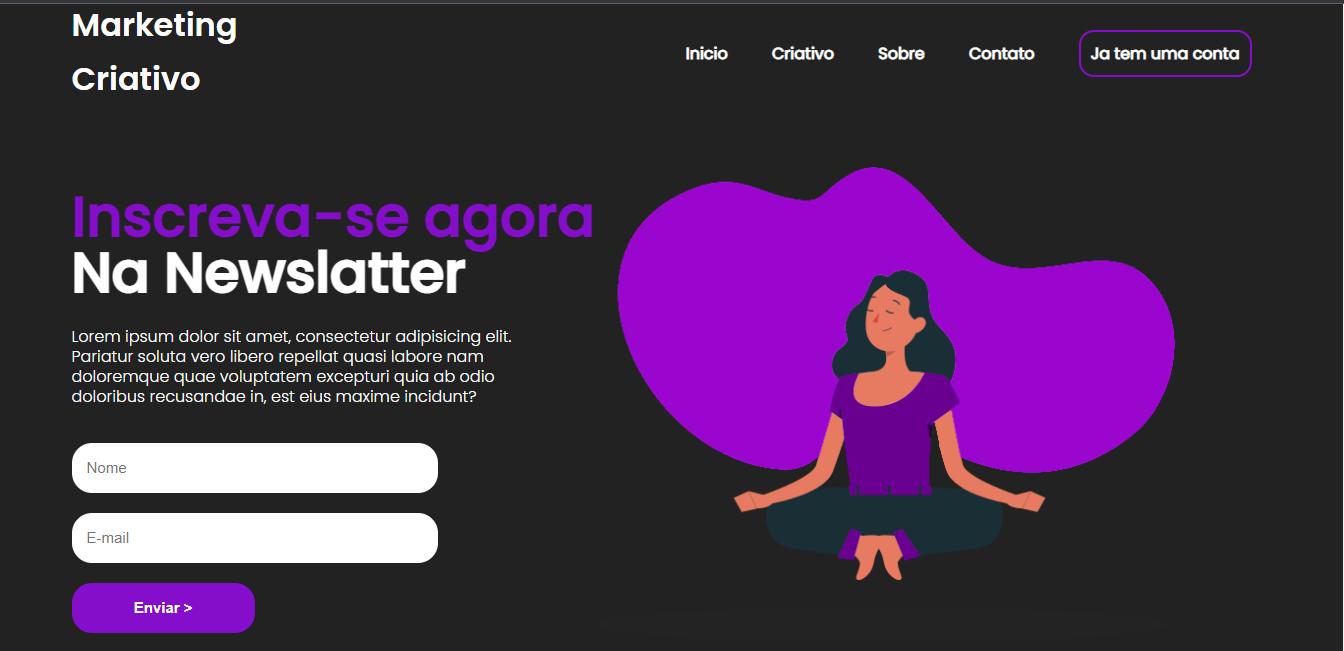 Marketing
Criativo
Inicio Criativo Sobre Contato Ja tem uma conta
Inscreva-se agora
Na Newslatter
Lorem ipsum dolor sit amet, consectetur adipisicing elit.
Pariatur soluta vero libero repellat quasi labore nam
doloremque quae voluptatem excepturi quia ab odio
doloribus recusandae in, est eius maxime incidunt?
Nome
E-mail
Enviar >